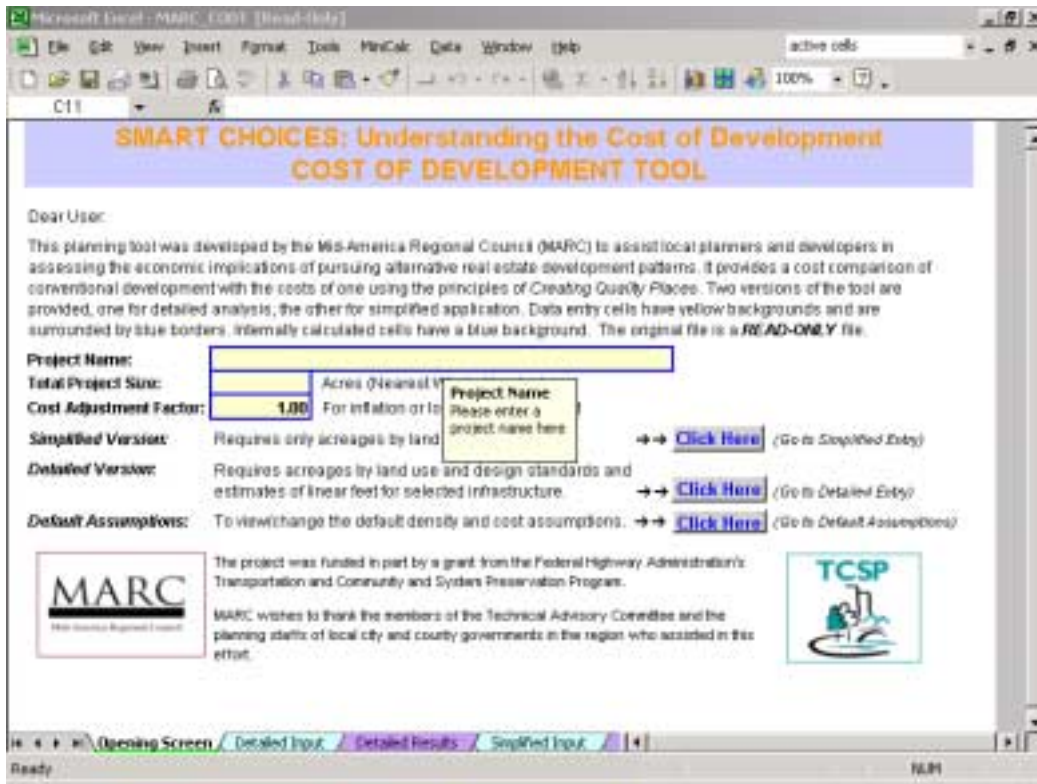 Microsoft Excel - MARC_COD1 [Read-Only]
File Edit View Insert Format Tools MiniCalc Data Window Help active cells
100%
C11 fx
SMART CHOICES: Understanding the Cost of Development
COST OF DEVELOPMENT TOOL
Dear User:
This planning tool was developed by the Mid-America Regional Council (MARC) to assist local planners and developers in
assessing the economic implications of pursuing alternative real estate development patterns. It provides a cost comparison of
conventional development with the costs of one using the principles of Creating Quality Places. Two versions of the tool are
provided, one for detailed analysis, the other for simplified application. Data entry cells have yellow backgrounds and are
surrounded by blue borders. Internally calculated cells have a blue background. The original file is a READ-ONLY file.
Project Name:
Total Project Size: Acres (Nearest W
Cost Adjustment Factor: 1.00 For inflation or lo
Project Name
Please enter a
project name here
Simplified Version: Requires only acreages by land →→ Click Here (Go to Simplified Entry)
Detailed Version: Requires acreages by land use and design standards and
estimates of linear feet for selected infrastructure. →→ Click Here (Go to Detailed Entry)
Default Assumptions: To view/change the default density and cost assumptions. →→ Click Here (Go to Default Assumptions)
MARC
Mid-America Regional Council
The project was funded in part by a grant from the Federal Highway Administration's
Transportation and Community and System Preservation Program.
MARC wishes to thank the members of the Technical Advisory Committee and the
planning staffs of local city and county governments in the region who assisted in this
effort.
TCSP
Opening Screen Detailed Input Detailed Results Simplified Input
Ready NUM